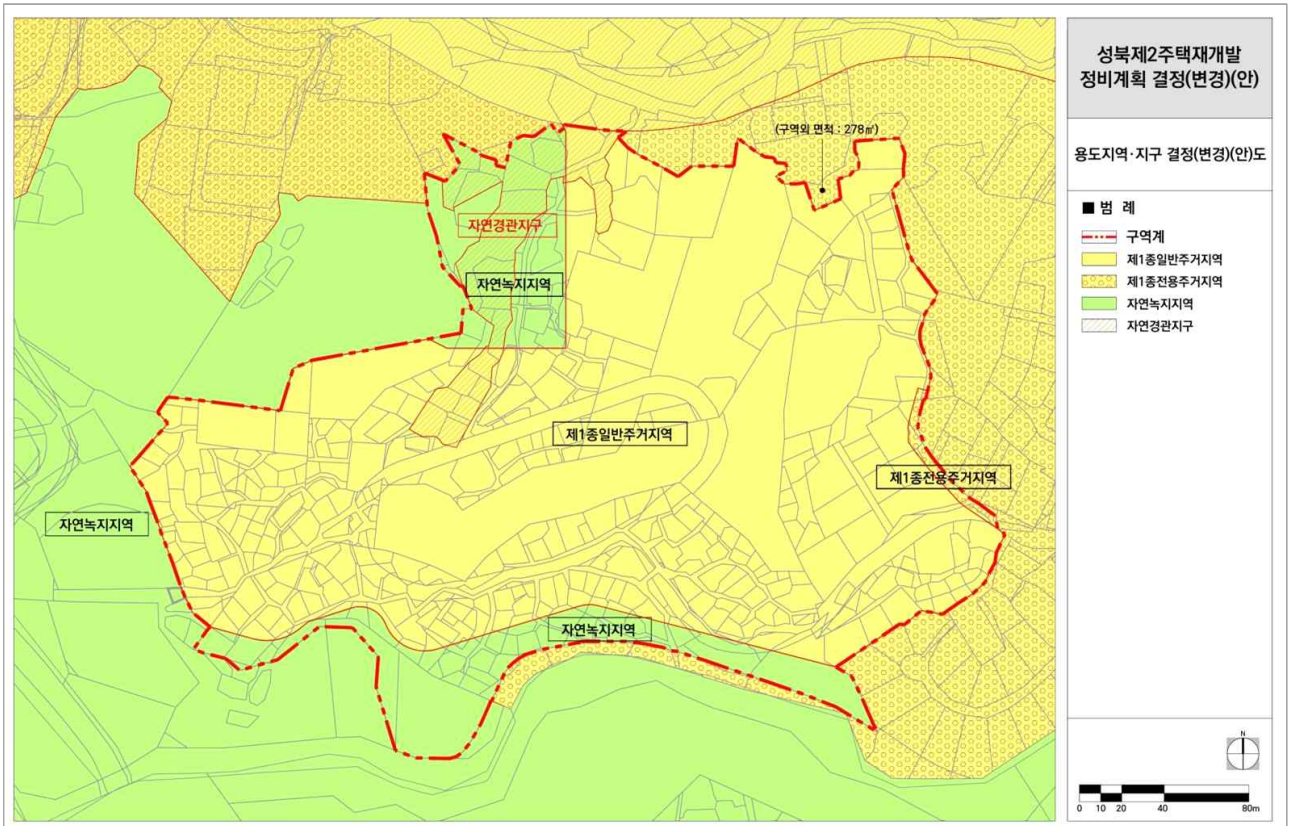 성북제2주택재개발
정비계획 결정(변경)(안)
용도지역·지구 결정(변경)(안)도
■ 범 례
구역계
제1종일반주거지역
제1종전용주거지역
자연녹지지역
자연경관지구
(구역외 면적 : 278㎡)
자연경관지구
자연녹지지역
제1종일반주거지역
제1종전용주거지역
자연녹지지역
자연녹지지역
N
0 10 20 40 80m